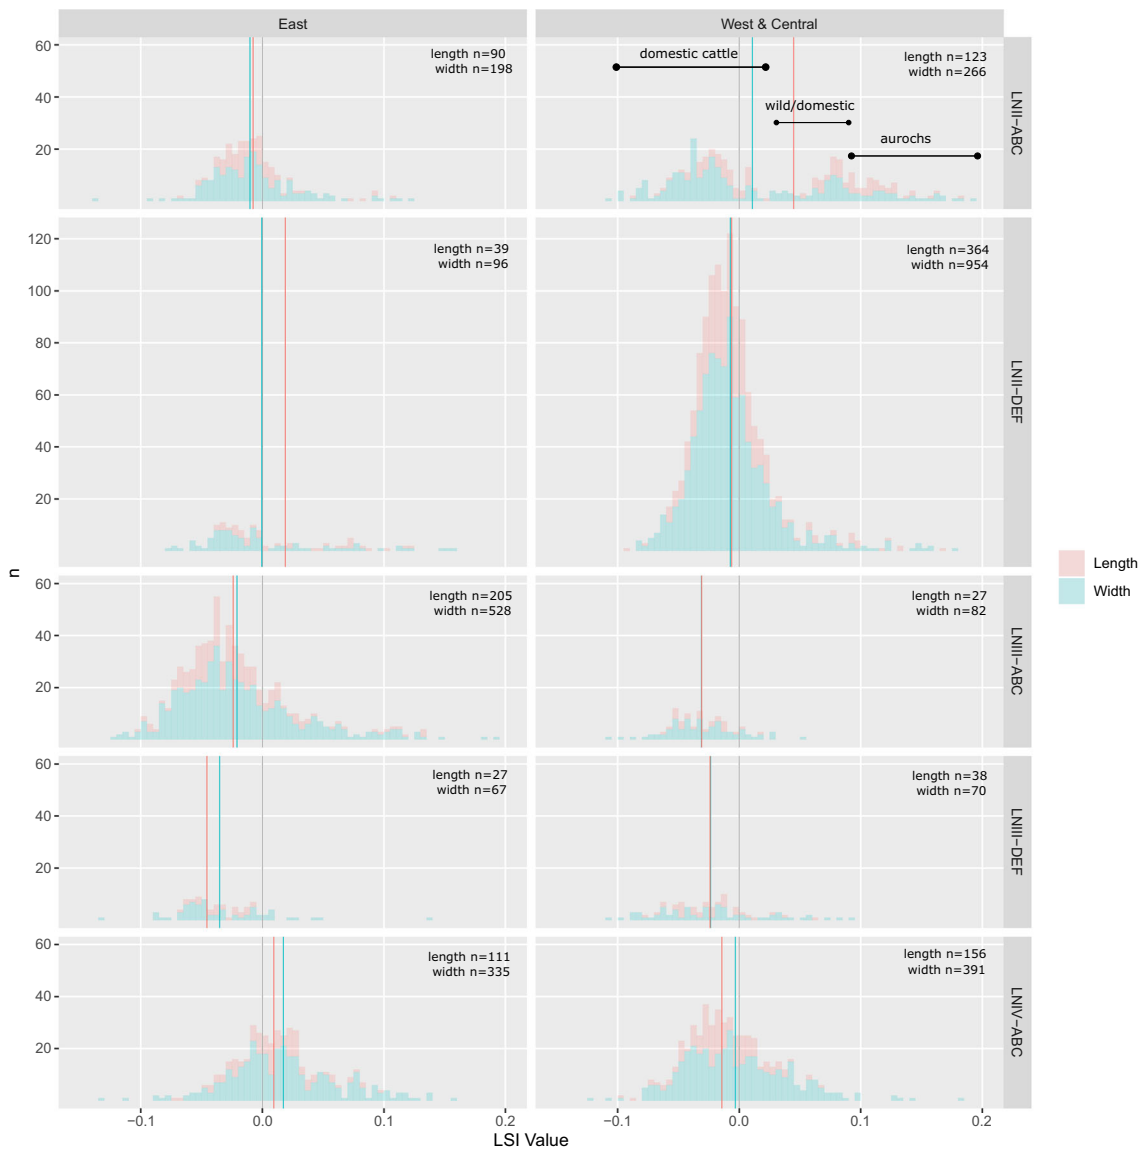 East
West & Central
60
40
20
length n=90
width n=198
domestic cattle
wild/domestic
aurochs
length n=123
width n=266
LNII-ABC
120
100
80
60
40
20
length n=39
width n=96
length n=364
width n=954
LNII-DEF
n
Length
Width
60
40
20
length n=205
width n=528
length n=27
width n=82
LNIII-ABC
60
40
20
length n=27
width n=67
length n=38
width n=70
LNIII-DEF
60
40
20
length n=111
width n=335
length n=156
width n=391
LNIV-ABC
−0.1 0.0 0.1 0.2
−0.1 0.0 0.1 0.2
LSI Value